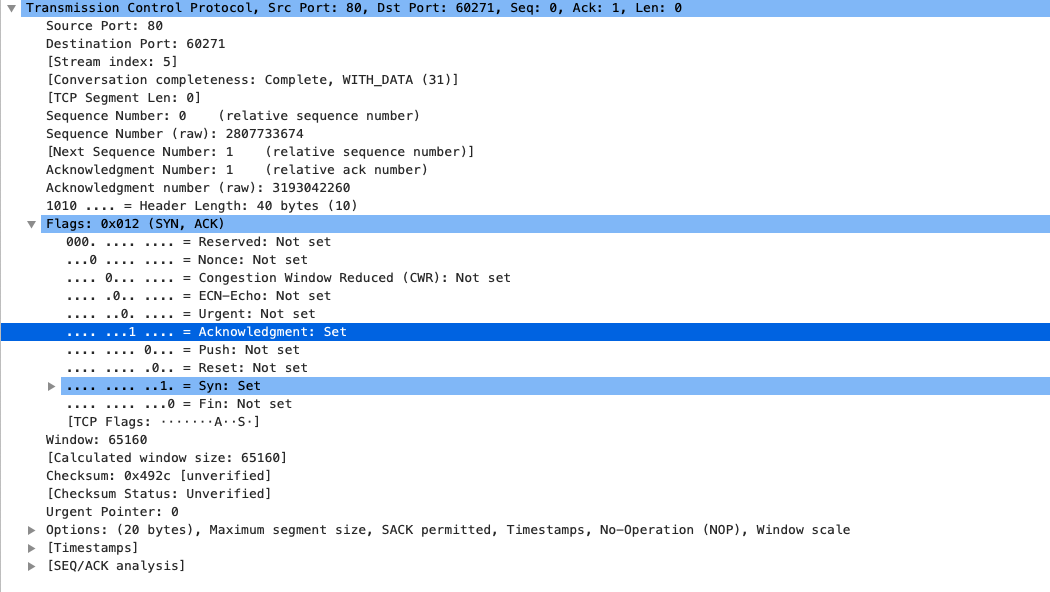 Transmission Control Protocol, Src Port: 80, Dst Port: 60271, Seq: 0, Ack: 1, Len: 0
Source Port: 80
Destination Port: 60271
[Stream index: 5]
[Conversation completeness: Complete, WITH_DATA (31)]
[TCP Segment Len: 0]
Sequence Number: 0    (relative sequence number)
Sequence Number (raw): 2807733674
[Next Sequence Number: 1    (relative sequence number)]
Acknowledgment Number: 1    (relative ack number)
Acknowledgment number (raw): 3193042260
1010 .... = Header Length: 40 bytes (10)
Flags: 0x012 (SYN, ACK)
000. .... .... = Reserved: Not set
...0 .... .... = Nonce: Not set
.... 0... .... = Congestion Window Reduced (CWR): Not set
.... .0.. .... = ECN-Echo: Not set
.... ..0. .... = Urgent: Not set
.... ...1 .... = Acknowledgment: Set
.... .... 0... = Push: Not set
.... .... .0.. = Reset: Not set
.... .... ..1. = Syn: Set
.... .... ...0 = Fin: Not set
[TCP Flags: ·······A··S·]
Window: 65160
[Calculated window size: 65160]
Checksum: 0x492c [unverified]
[Checksum Status: Unverified]
Urgent Pointer: 0
Options: (20 bytes), Maximum segment size, SACK permitted, Timestamps, No-Operation (NOP), Window scale
[Timestamps]
[SEQ/ACK analysis]